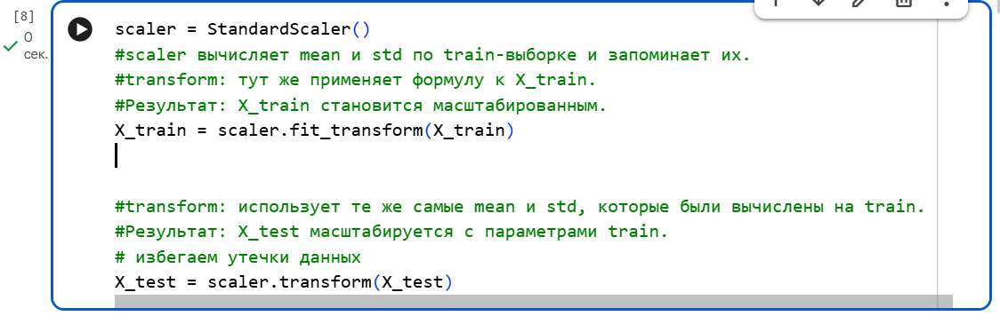 [8]
0
сек.
scaler = StandardScaler()
#scaler вычисляет mean и std по train-выборке и запоминает их.
#transform: тут же применяет формулу к X_train.
#Результат: X_train становится масштабированным.
X_train = scaler.fit_transform(X_train)
#transform: использует те же самые mean и std, которые были вычислены на train.
#Результат: X_test масштабируется с параметрами train.
# избегаем утечки данных
X_test = scaler.transform(X_test)